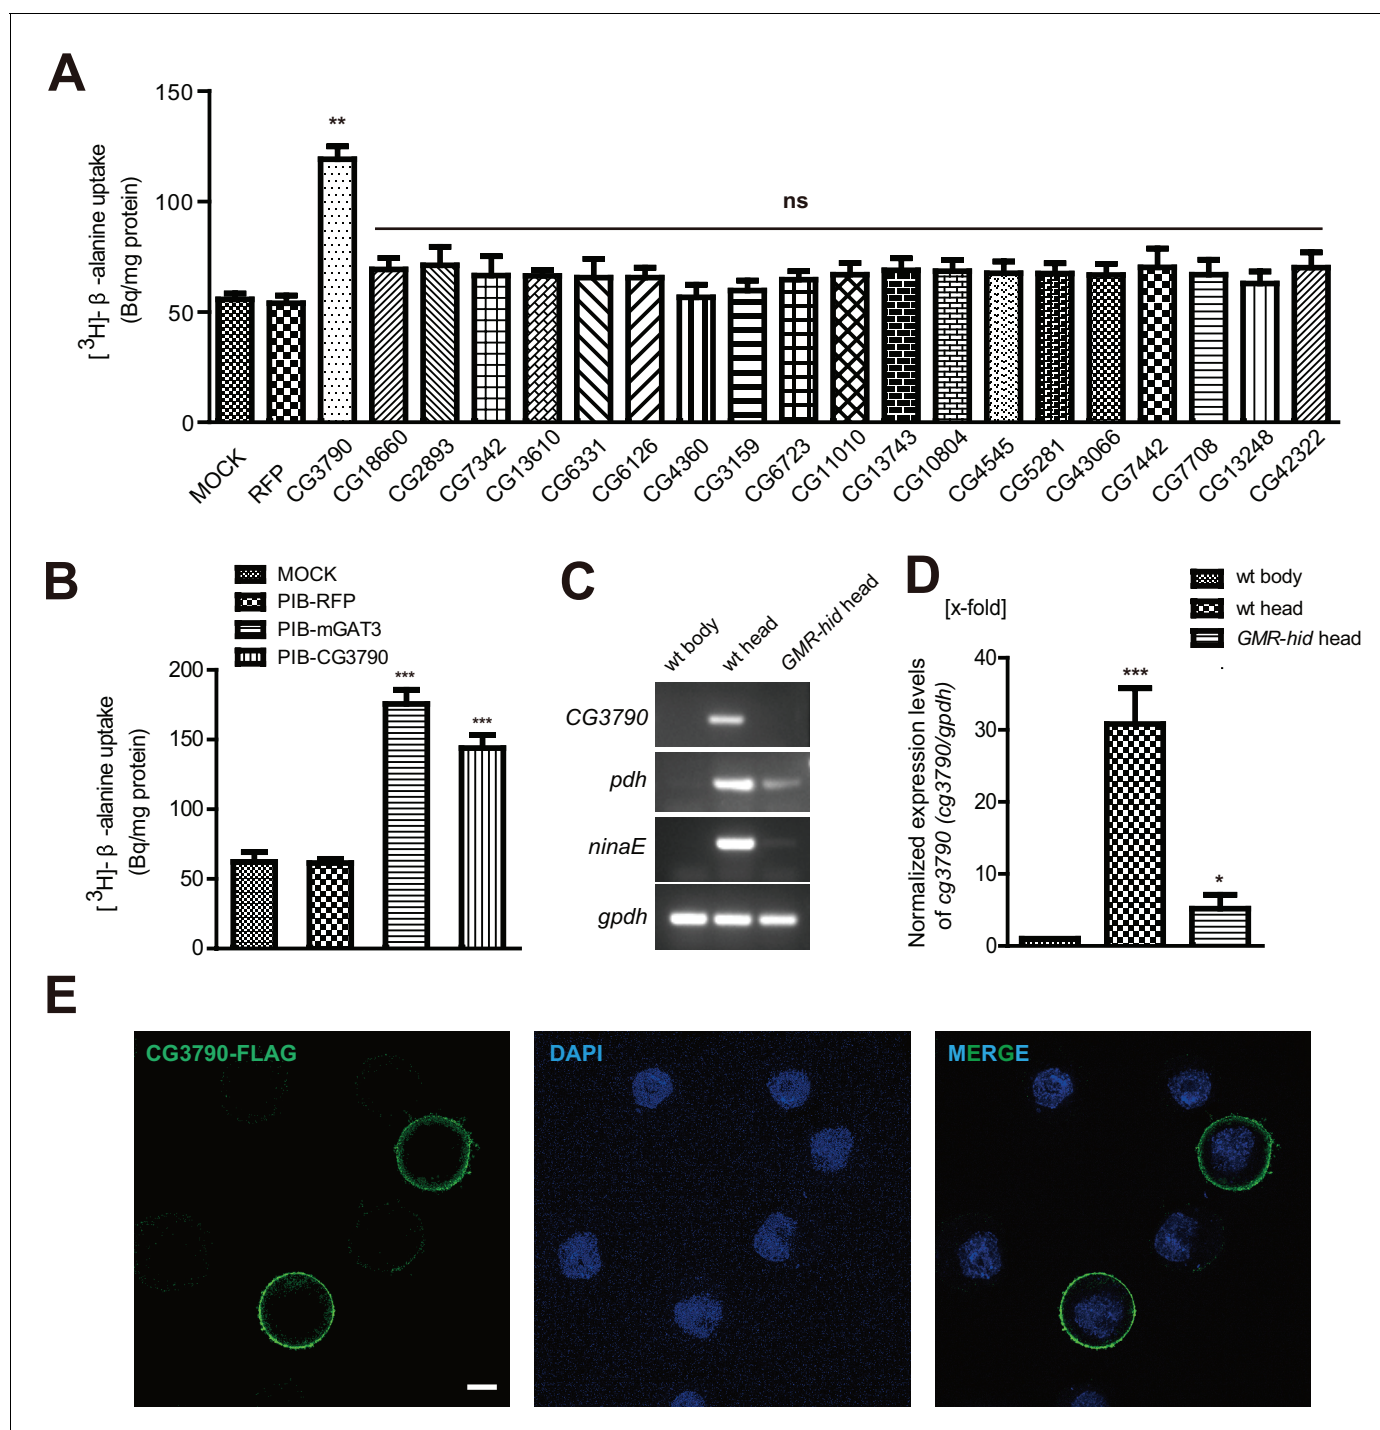 A
150
100
50
0
[³H]- β -alanine uptake
(Bq/mg protein)
**
ns
MOCK
RFP
CG3790
CG18660
CG2893
CG7342
CG13610
CG6331
CG6126
CG4360
CG3159
CG6723
CG11010
CG13743
CG10804
CG4545
CG5281
CG43066
CG7442
CG7708
CG13248
CG42322
B
MOCK
PIB-RFP
PIB-mGAT3
PIB-CG3790
200
150
100
50
0
[³H]- β -alanine uptake
(Bq/mg protein)
***
***
C
wt body
wt head
GMR-hid head
CG3790
pdh
ninaE
gpdh
D
[x-fold]
wt body
wt head
GMR-hid head
40
30
20
10
0
Normalized expression levels
of cg3790 (cg3790/gpdh)
***
*
E
CG3790-FLAG
DAPI
MERGE